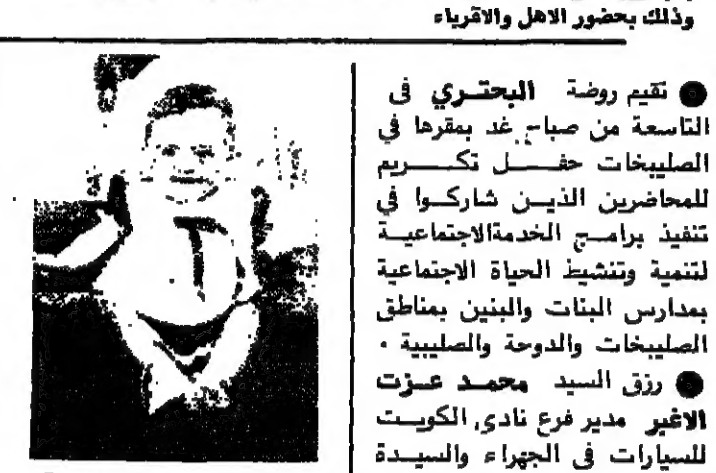 وذلك بحضور الاهل والاقرباء
● تقيم روضة البحتري في
التاسعة من صباح غد بمقرها في
الصليبخات حفل تكريم
للمحاضرين الذين شاركوا في
تنفيذ برامج الخدمة الاجتماعية
لتنمية وتنشيط الحياة الاجتماعية
بمدارس البنات والبنين بمناطق
الصليبخات والدوحة والصليبية .
● رزق السيد محمد عزت
الاغبر مدير فرع نادي الكويت
للسيارات في الجهراء والسيدة